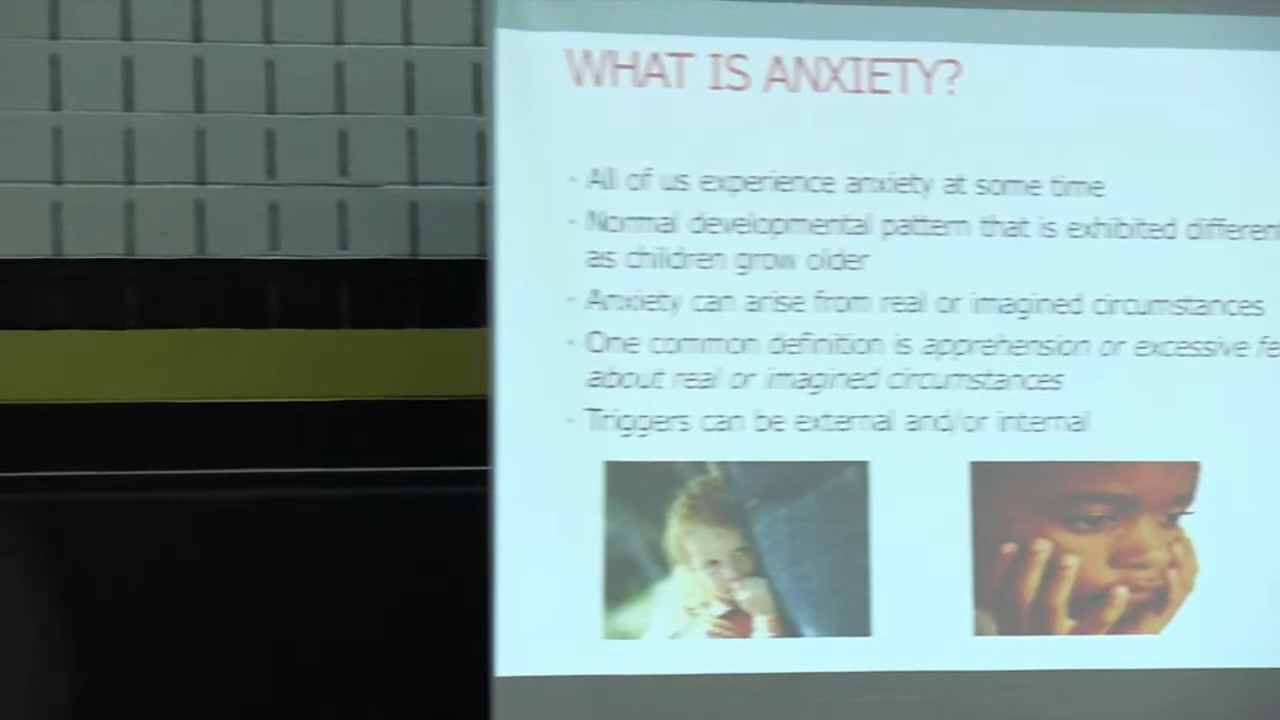 WHAT IS ANXIETY?
- All of us experience anxiety at some time
- Normal developmental pattern that is exhibited
as children grow older
- Anxiety can arise from real or imagined circumstances
- One common definition is apprehension or excessive
about real or imagined circumstances
- Triggers can be external and/or internal